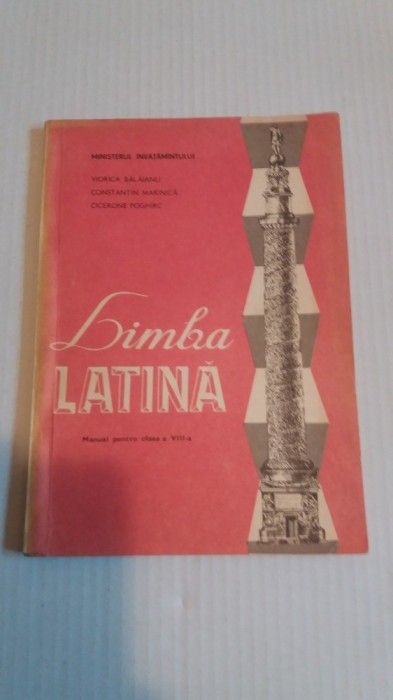 MINISTERUL ÎNVĂȚĂMÎNTULUI
VIORICA BĂLĂIANU
CONSTANTIN MARINICĂ
CICERONE POGHIRC
Limba
LATINĂ
Manual pentru clasa a VIII-a